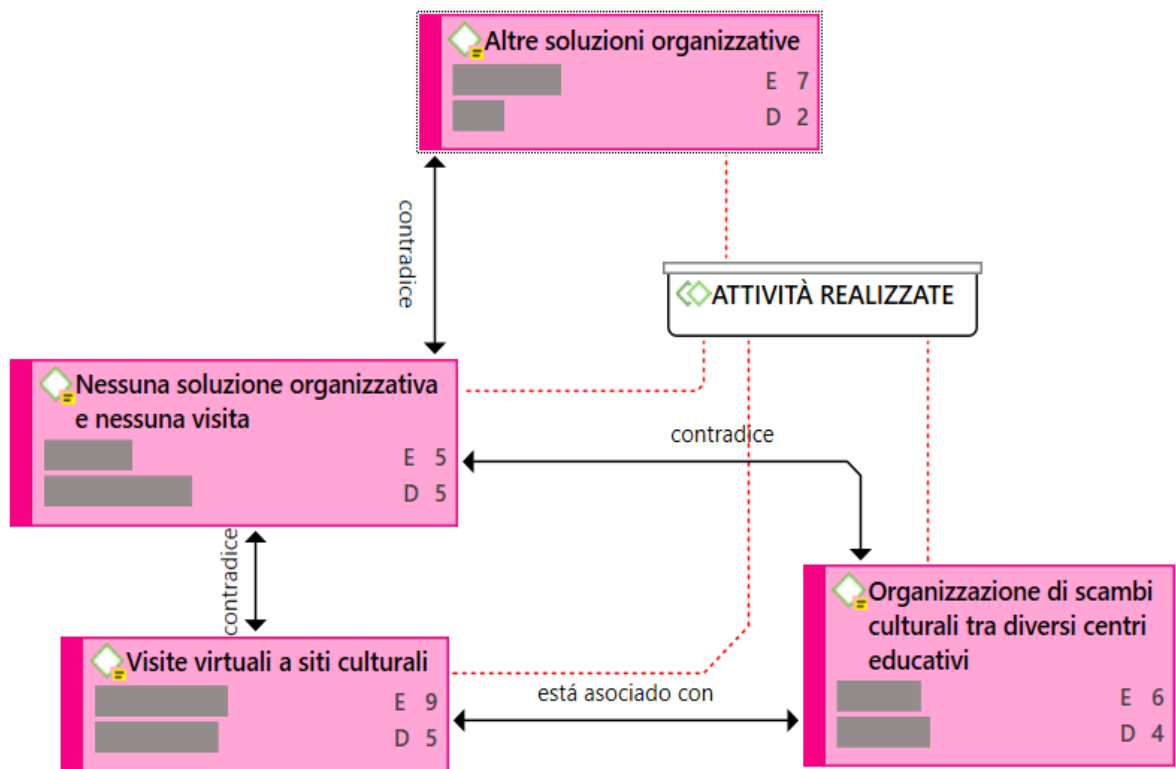 Altre soluzioni organizzative
E 7
D 2
contradice
ATTIVITÀ REALIZZATE
Nessuna soluzione organizzativa
e nessuna visita
E 5
D 5
contradice
contradice
Organizzazione di scambi
culturali tra diversi centri
educativi
E 6
D 4
Visite virtuali a siti culturali
E 9
D 5
está asociado con